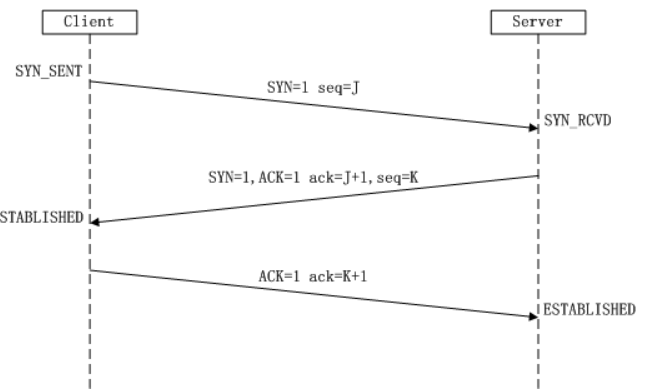 Client
Server
SYN_SENT
SYN=1 seq=J
SYN_RCVD
SYN=1,ACK=1 ack=J+1,seq=K
STABLISHED
ACK=1 ack=K+1
ESTABLISHED